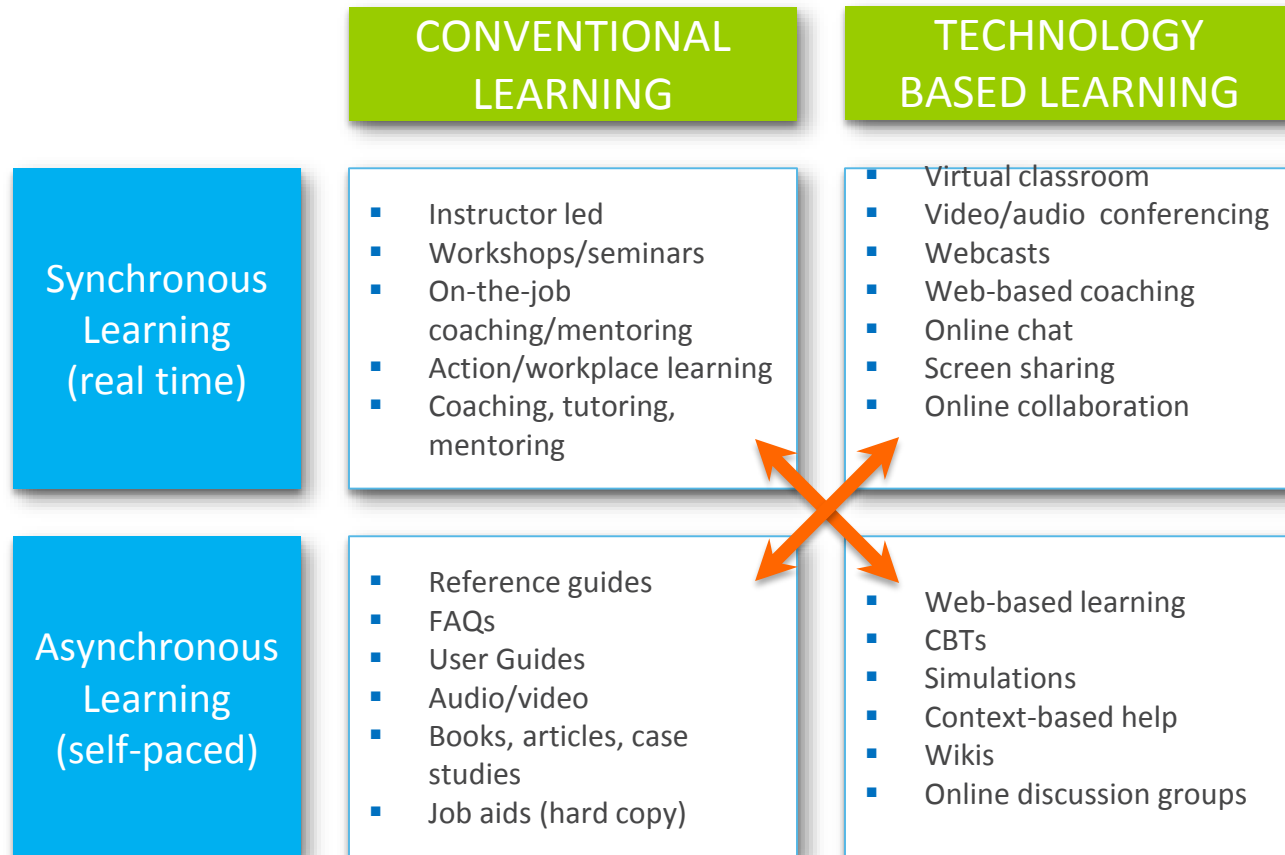 CONVENTIONAL
LEARNING
TECHNOLOGY
BASED LEARNING
Synchronous
Learning
(real time)
▪ Instructor led
▪ Workshops/seminars
▪ On-the-job
coaching/mentoring
▪ Action/workplace learning
▪ Coaching, tutoring,
mentoring
▪ Virtual classroom
▪ Video/audio conferencing
▪ Webcasts
▪ Web-based coaching
▪ Online chat
▪ Screen sharing
▪ Online collaboration
Asynchronous
Learning
(self-paced)
▪ Reference guides
▪ FAQs
▪ User Guides
▪ Audio/video
▪ Books, articles, case
studies
▪ Job aids (hard copy)
▪ Web-based learning
▪ CBTs
▪ Simulations
▪ Context-based help
▪ Wikis
▪ Online discussion groups